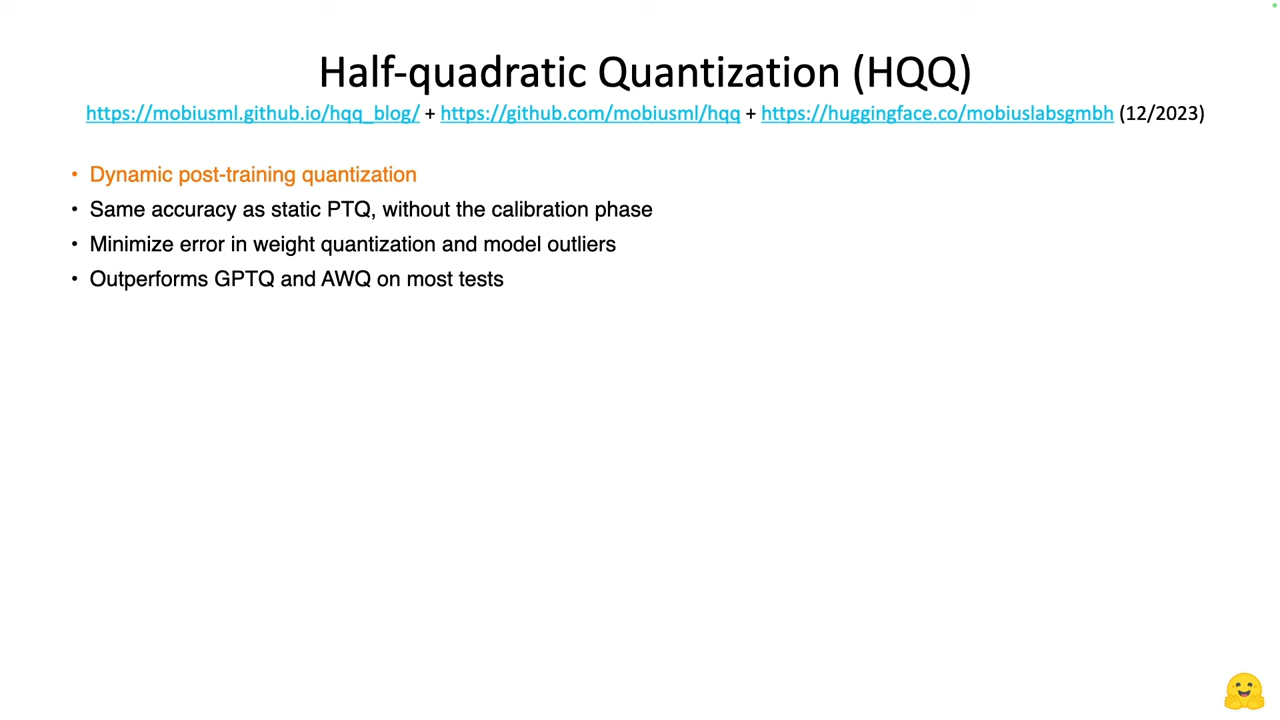 Half-quadratic Quantization (HQQ)
https://mobiusml.github.io/hqq_blog/ + https://github.com/mobiusml/hqq + https://huggingface.co/mobiuslabsgmbh (12/2023)
• Dynamic post-training quantization
• Same accuracy as static PTQ, without the calibration phase
• Minimize error in weight quantization and model outliers
• Outperforms GPTQ and AWQ on most tests